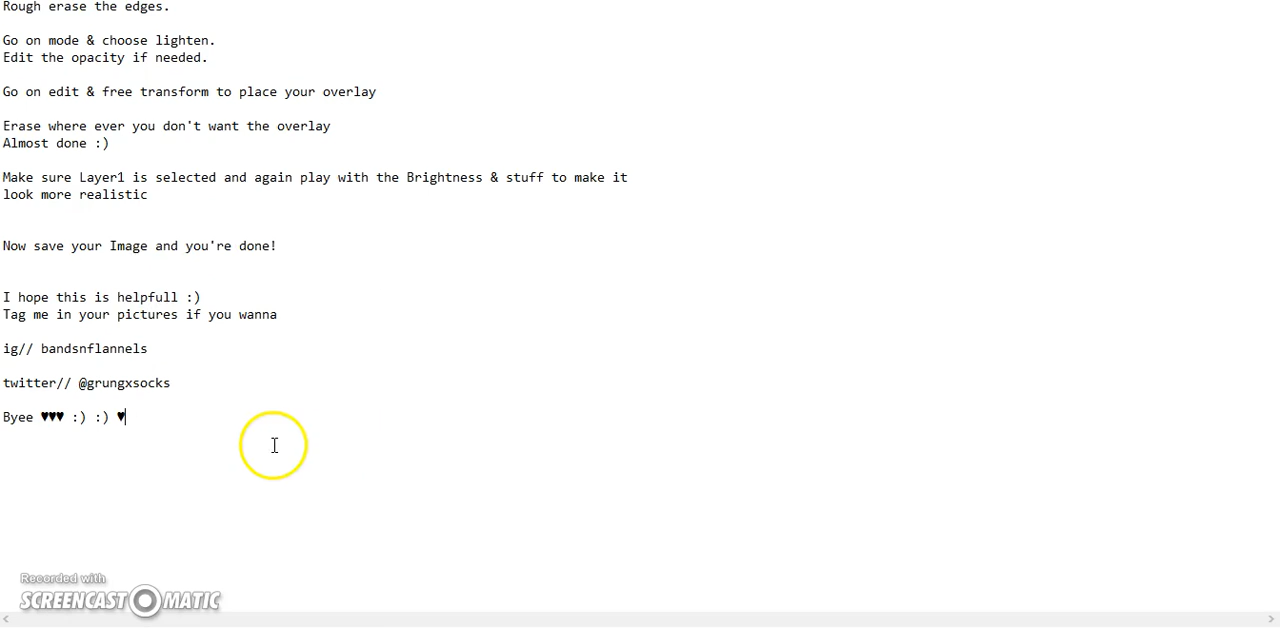 Rough erase the edges.
Go on mode & choose lighten.
Edit the opacity if needed.
Go on edit & free transform to place your overlay
Erase where ever you don't want the overlay
Almost done :)
Make sure Layer1 is selected and again play with the Brightness & stuff to make it
look more realistic
Now save your Image and you're done!
I hope this is helpfull :)
Tag me in your pictures if you wanna
ig// bandsnflannels
twitter// @grungxsocks
Byee ♥♥♥ :) :) ♥
Recorded with
SCREENCAST O MATIC